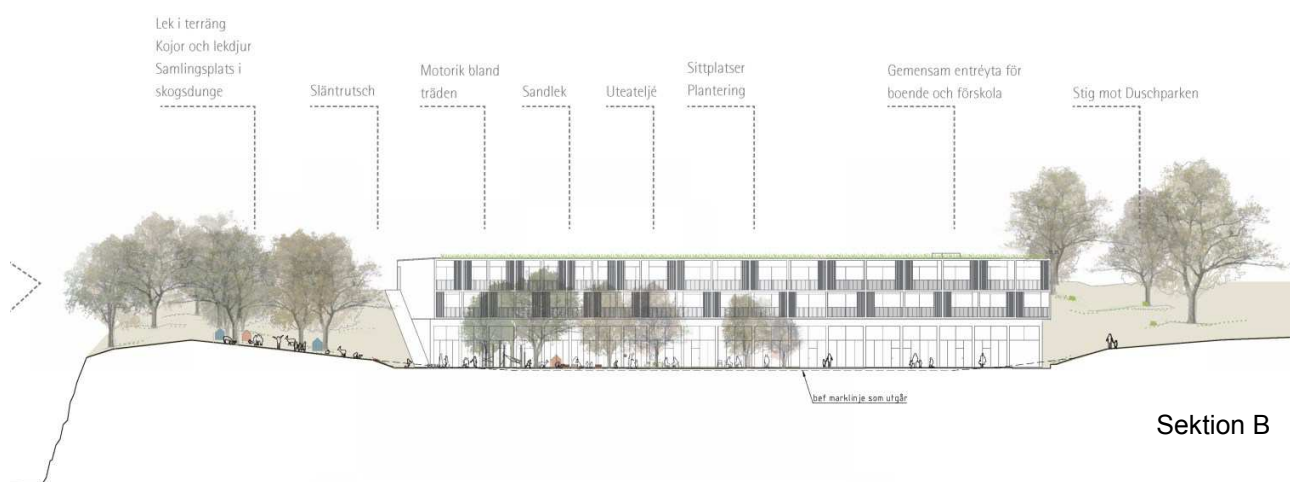 Lek i terräng
Kojor och lekdjur
Samlingsplats i
skogsdunge
Släntrutsch
Motorik bland
träden
Sandlek
Uteateljé
Sittplatser
Plantering
Gemensam entréyta för
boende och förskola
Stig mot Duschparken
bef marklinje som utgår
Sektion B